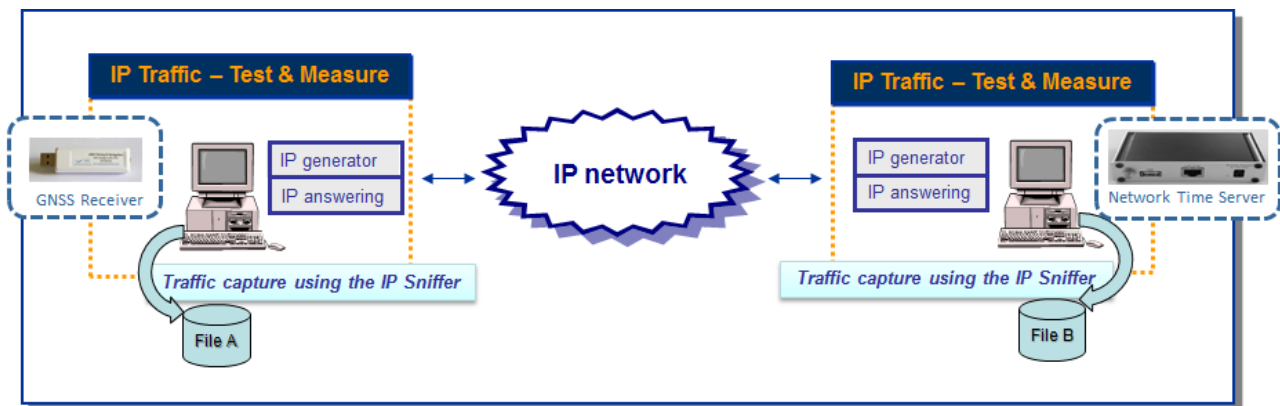 IP Traffic – Test & Measure
GNSS Receiver
IP generator
IP answering
Traffic capture using the IP Sniffer
File A
IP network
IP Traffic – Test & Measure
IP generator
IP answering
Network Time Server
Traffic capture using the IP Sniffer
File B